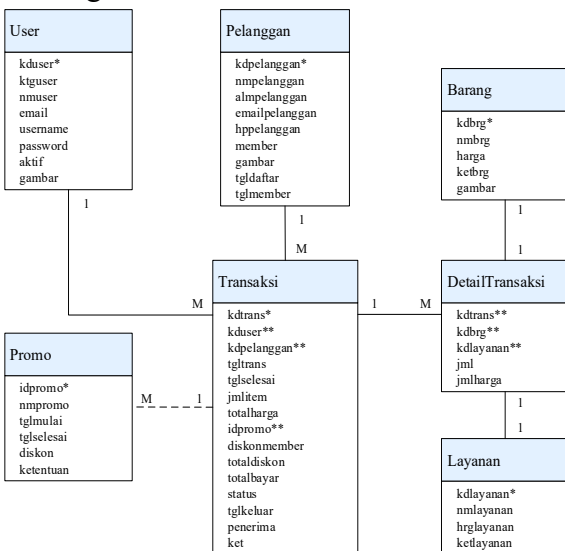 User
kduser*
ktguser
nmuser
email
username
password
aktif
gambar
Pelanggan
kdpelanggan*
nmpelanggan
almpelanggan
emailpelanggan
hppelanggan
member
gambar
tgldaftar
tglmember
Barang
kdbrg*
nmbrg
harga
ketbrg
gambar
1
1
M
1
1
M
Transaksi
kdtrans*
kduser**
kdpelanggan**
tgltrans
tglselesai
jmlitem
totalharga
idpromo**
diskonmember
totaldiskon
totalbayar
status
tglkeluar
penerima
ket
1
M
DetailTransaksi
kdtrans**
kdbrg**
kdlayanan**
jml
jmlharga
Promo
idpromo*
nmpromo
tglmulai
tglselesai
diskon
ketentuan
M
1
1
1
Layanan
kdlayanan*
nmlayanan
hrglayanan
ketlayanan